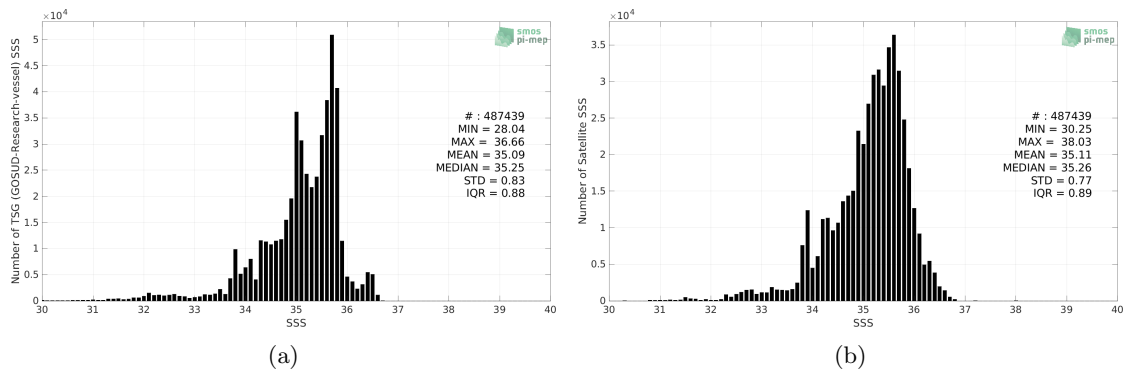 ×10⁴
5
4.5
4
3.5
3
2.5
2
1.5
1
0.5
0
30 31 32 33 34 35 36 37 38 39 40
SSS
Number of TSG (GOSUD-Research-vessel) SSS
smos
pi-mep
# : 487439
MIN = 28.04
MAX = 36.66
MEAN = 35.09
MEDIAN = 35.25
STD = 0.83
IQR = 0.88
(a)
×10⁴
3.5
3
2.5
2
1.5
1
0.5
0
30 31 32 33 34 35 36 37 38 39 40
SSS
Number of Satellite SSS
smos
pi-mep
# : 487439
MIN = 30.25
MAX = 38.03
MEAN = 35.11
MEDIAN = 35.26
STD = 0.77
IQR = 0.89
(b)